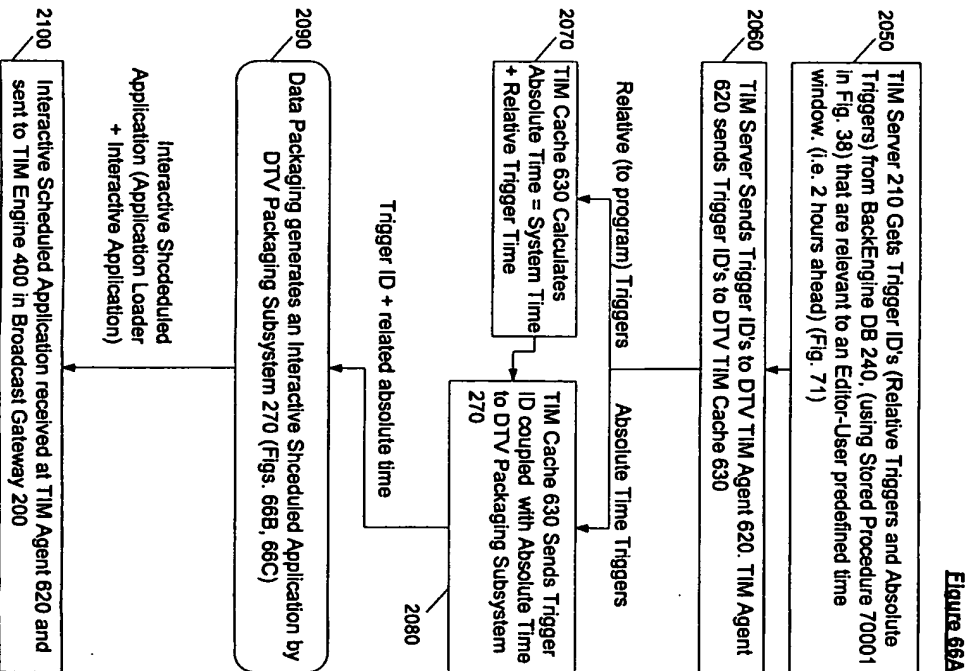 Figure 66A
2050
TIM Server 210 Gets Trigger ID's (Relative Triggers and Absolute
Triggers) from BackEngine DB 240, (using Stored Procedure 70001
in Fig. 38) that are relevant to an Editor-User predefined time
window. (i.e. 2 hours ahead) (Fig. 71)
2060
TIM Server Sends Trigger ID's to DTV TIM Agent 620. TIM Agent
620 sends Trigger ID's to DTV TIM Cache 630
Relative (to program) Triggers
Absolute Time Triggers
2070
TIM Cache 630 Calculates
Absolute Time = System Time
+ Relative Trigger Time
TIM Cache 630 Sends Trigger
ID coupled with Absolute Time
to DTV Packaging Subsystem
270
2080
Trigger ID + related absolute time
2090
Data Packaging generates an Interactive Shceduled Application by
DTV Packaging Subsystem 270 (Figs. 66B, 66C)
Interactive Shcdeduled
Application (Application Loader
+ Interactive Application)
2100
Interactive Scheduled Application received at TIM Agent 620 and
sent to TIM Engine 400 in Broadcast Gateway 200